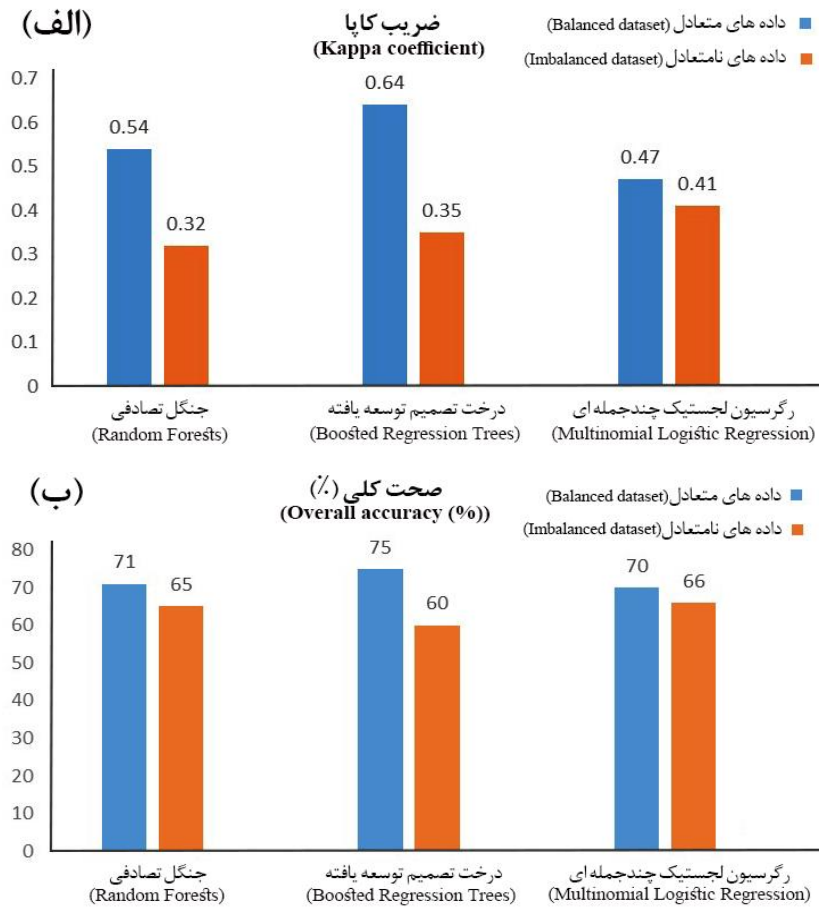 (الف)
ضریب کاپا
(Kappa coefficient)
داده های متعادل (Balanced dataset)
داده های نامتعادل (Imbalanced dataset)
0.7
0.6
0.5
0.4
0.3
0.2
0.1
0
0.54
0.32
0.64
0.35
0.47
0.41
جنگل تصادفی
(Random Forests)
درخت تصمیم توسعه یافته
(Boosted Regression Trees)
رگرسیون لجستیک چندجمله ای
(Multinomial Logistic Regression)
(ب)
صحت کلی (٪)
(Overall accuracy (%))
داده های متعادل (Balanced dataset)
داده های نامتعادل (Imbalanced dataset)
80
70
60
50
40
30
20
10
0
71
65
75
60
70
66
جنگل تصادفی
(Random Forests)
درخت تصمیم توسعه یافته
(Boosted Regression Trees)
رگرسیون لجستیک چندجمله ای
(Multinomial Logistic Regression)